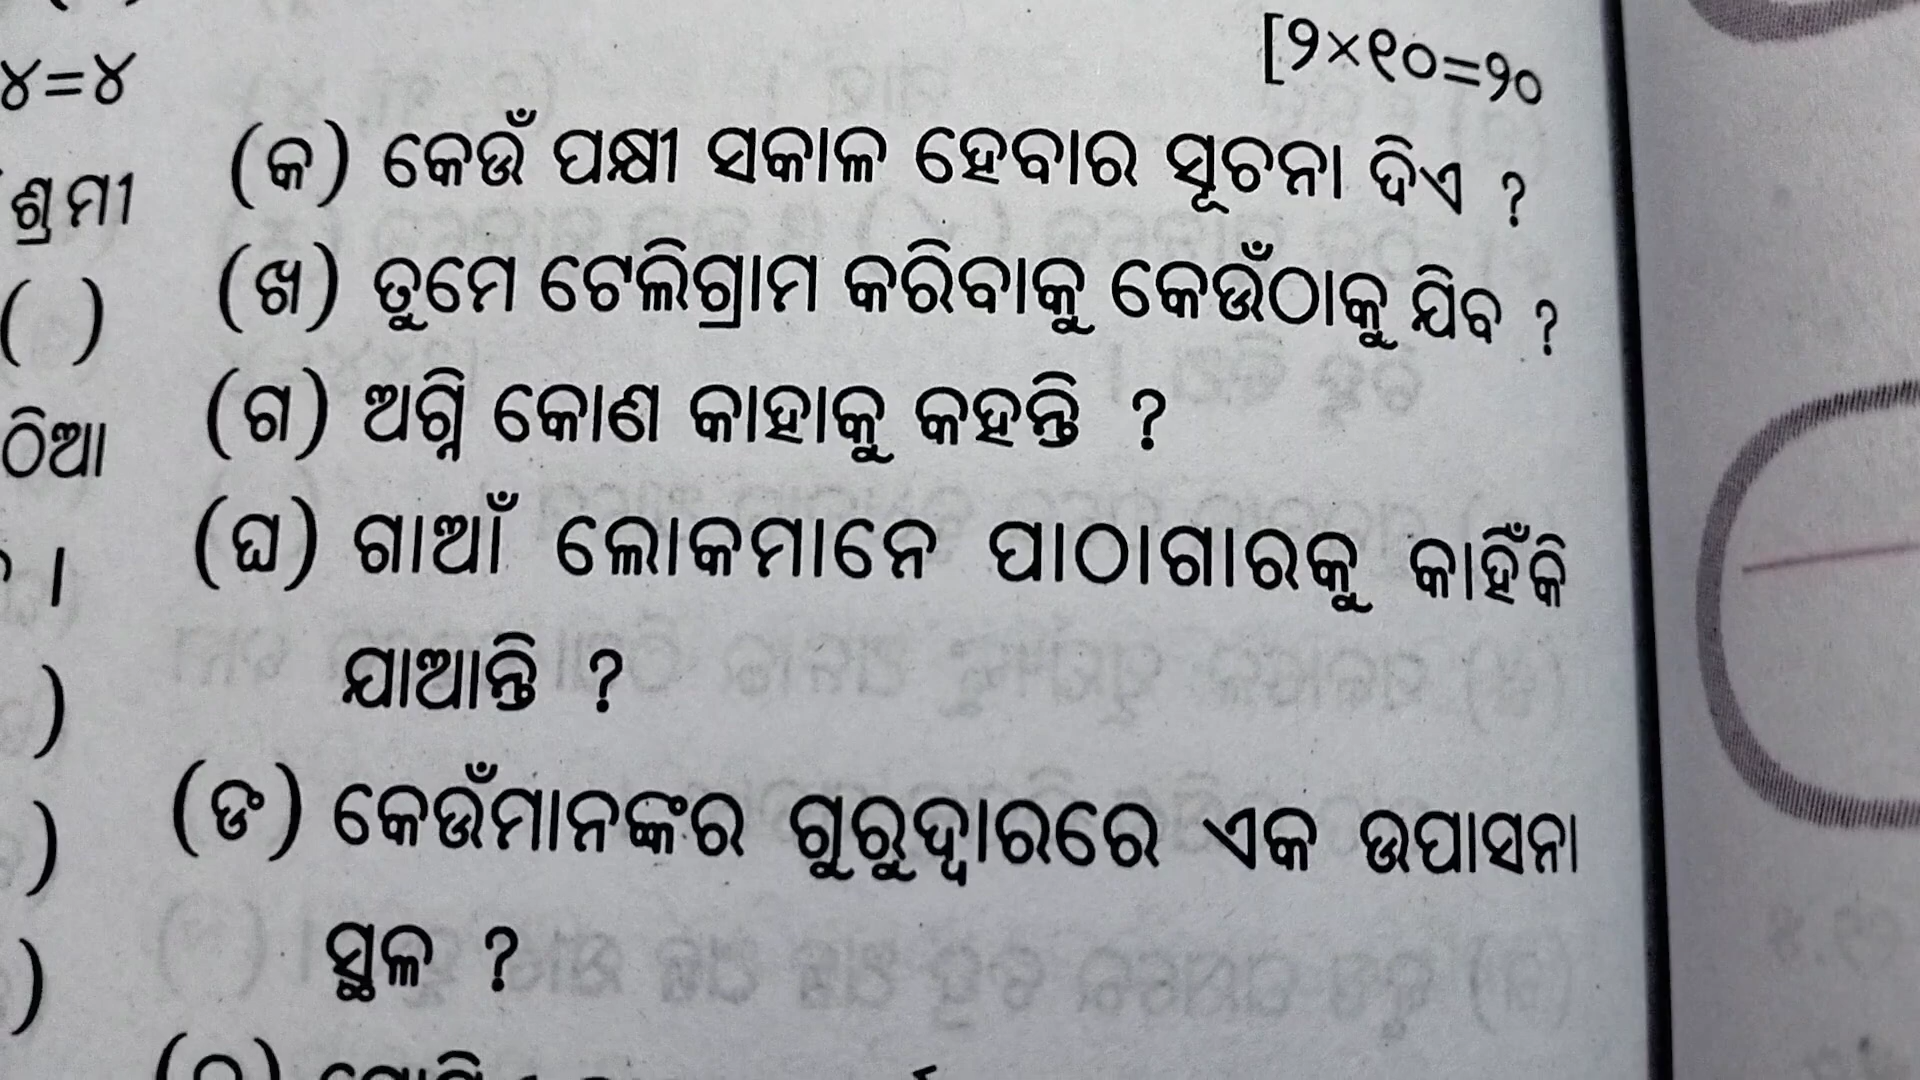 [୨×୧୦=୨୦
୪=୪
(କ) କେଉଁ ପକ୍ଷୀ ସକାଳ ହେବାର ସୂଚନା ଦିଏ ?
ଶ୍ରମୀ
(ଖ) ତୁମେ ଟେଲିଗ୍ରାମ କରିବାକୁ କେଉଁଠାକୁ ଯିବ ?
( )
(ଗ) ଅଗ୍ନି କୋଣ କାହାକୁ କହନ୍ତି ?
ଠିଆ
(ଘ) ଗାଆଁ ଲୋକମାନେ ପାଠାଗାରକୁ କାହିଁକି
।
ଯାଆନ୍ତି ?
)
(ଙ) କେଉଁମାନଙ୍କର ଗୁରୁଦ୍ୱାରରେ ଏକ ଉପାସନା
)
ସ୍ଥଳ ?
)